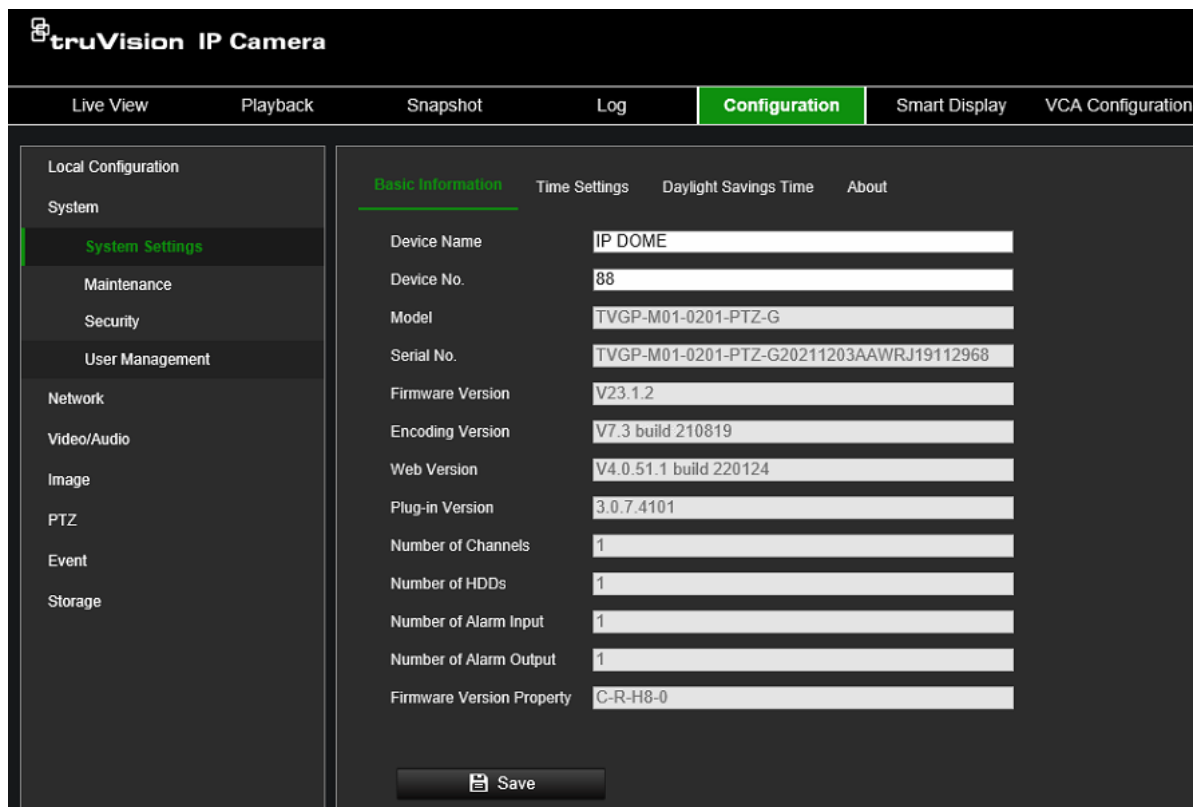 truVision IP Camera
Live View Playback Snapshot Log Configuration Smart Display VCA Configuration
Local Configuration
System
System Settings
Maintenance
Security
User Management
Network
Video/Audio
Image
PTZ
Event
Storage
Basic Information Time Settings Daylight Savings Time About
Device Name IP DOME
Device No. 88
Model TVGP-M01-0201-PTZ-G
Serial No. TVGP-M01-0201-PTZ-G20211203AAWRJ19112968
Firmware Version V23.1.2
Encoding Version V7.3 build 210819
Web Version V4.0.51.1 build 220124
Plug-in Version 3.0.7.4101
Number of Channels 1
Number of HDDs 1
Number of Alarm Input 1
Number of Alarm Output 1
Firmware Version Property C-R-H8-0
Save